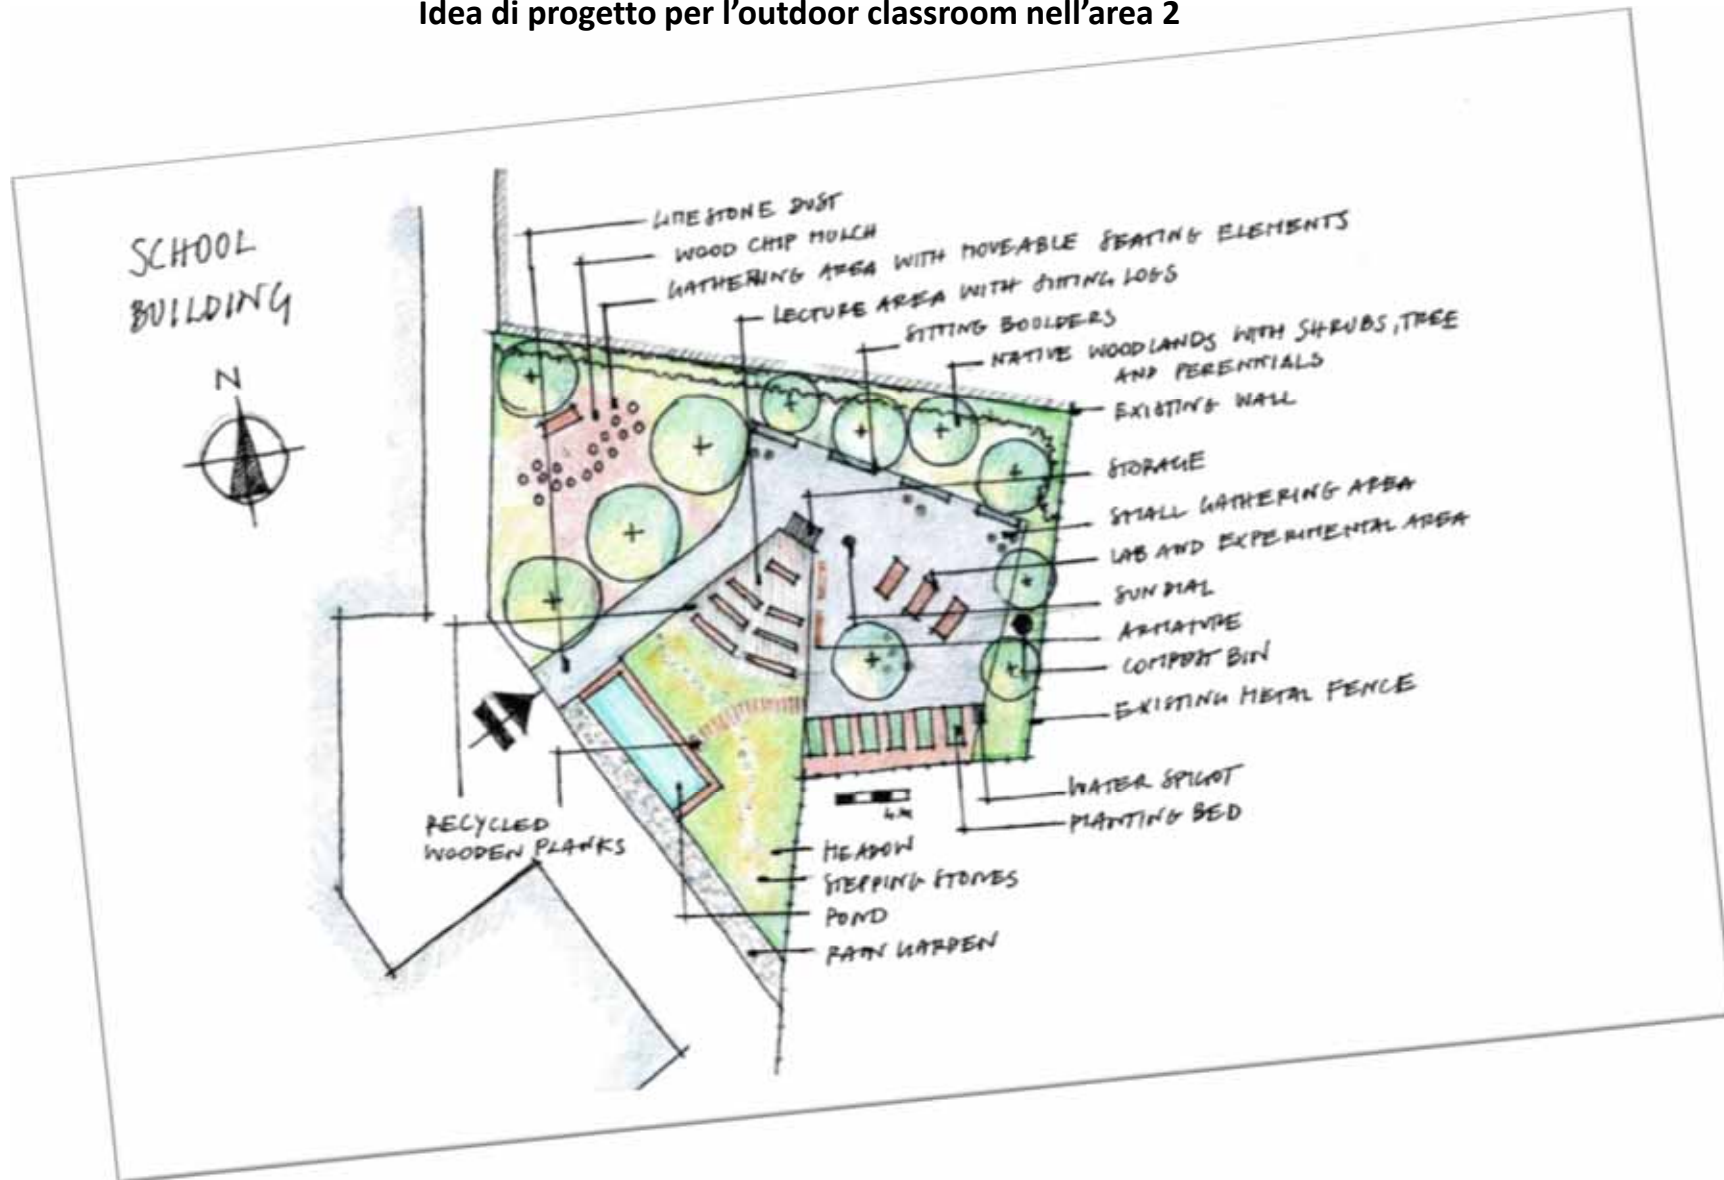 Idea di progetto per l'outdoor classroom nell'area 2
SCHOOL
BUILDING
N
LIMESTONE DUST
WOOD CHIP MULCH
GATHERING AREA WITH MOVEABLE SEATING ELEMENTS
LECTURE AREA WITH SITTING LOGS
SITTING BOULDERS
NATIVE WOODLANDS WITH SHRUBS, TREE
AND PERENNIALS
EXISTING WALL
STORAGE
SMALL GATHERING AREA
LAB AND EXPERIMENTAL AREA
SUNDIAL
ARMATURE
COMPOST BIN
EXISTING METAL FENCE
WATER SPIGOT
PLANTING BED
4 m
RECYCLED
WOODEN PLANKS
MEADOW
STEPPING STONES
POND
RAIN GARDEN